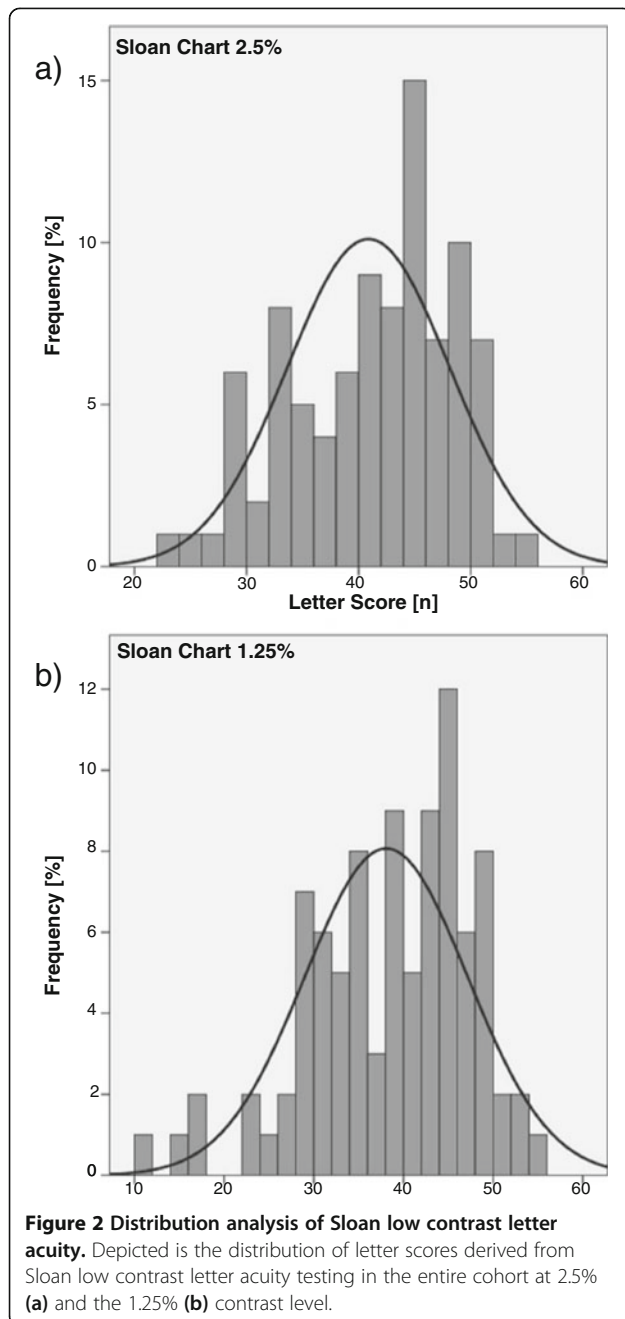 a)
Sloan Chart 2.5%
15
10
5
0
Frequency [%]
20 30 40 50 60
Letter Score [n]
b)
Sloan Chart 1.25%
12
10
8
6
4
2
0
Frequency [%]
10 20 30 40 50 60
Figure 2 Distribution analysis of Sloan low contrast letter
acuity. Depicted is the distribution of letter scores derived from
Sloan low contrast letter acuity testing in the entire cohort at 2.5%
(a) and the 1.25% (b) contrast level.